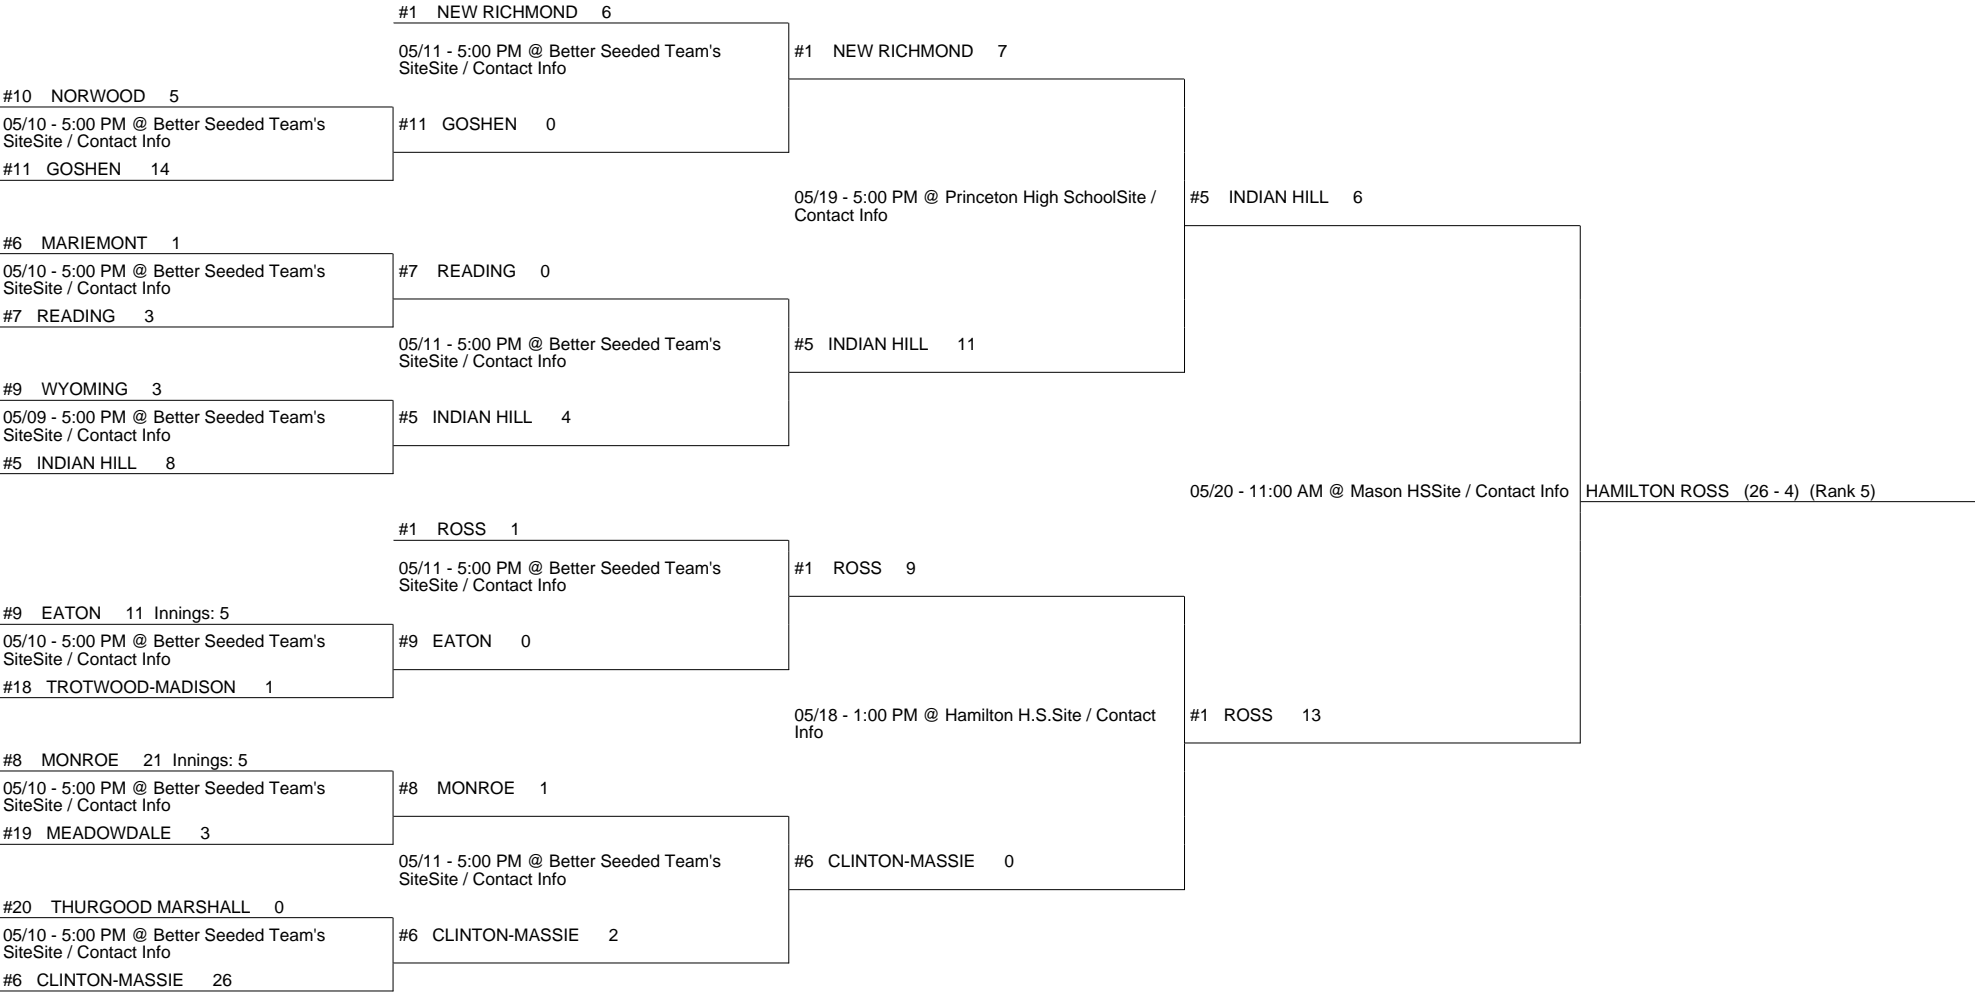 #1 NEW RICHMOND 6
05/11 - 5:00 PM @ Better Seeded Team's
SiteSite / Contact Info
#1 NEW RICHMOND 7
#10 NORWOOD 5
05/10 - 5:00 PM @ Better Seeded Team's
SiteSite / Contact Info
#11 GOSHEN 0
#11 GOSHEN 14
05/19 - 5:00 PM @ Princeton High SchoolSite /
Contact Info
#5 INDIAN HILL 6
#6 MARIEMONT 1
05/10 - 5:00 PM @ Better Seeded Team's
SiteSite / Contact Info
#7 READING 0
#7 READING 3
05/11 - 5:00 PM @ Better Seeded Team's
SiteSite / Contact Info
#5 INDIAN HILL 11
#9 WYOMING 3
05/09 - 5:00 PM @ Better Seeded Team's
SiteSite / Contact Info
#5 INDIAN HILL 4
#5 INDIAN HILL 8
05/20 - 11:00 AM @ Mason HSSite / Contact Info
HAMILTON ROSS (26 - 4) (Rank 5)
#1 ROSS 1
05/11 - 5:00 PM @ Better Seeded Team's
SiteSite / Contact Info
#1 ROSS 9
#9 EATON 11 Innings: 5
05/10 - 5:00 PM @ Better Seeded Team's
SiteSite / Contact Info
#9 EATON 0
#18 TROTWOOD-MADISON 1
05/18 - 1:00 PM @ Hamilton H.S.Site / Contact
Info
#1 ROSS 13
#8 MONROE 21 Innings: 5
05/10 - 5:00 PM @ Better Seeded Team's
SiteSite / Contact Info
#8 MONROE 1
#19 MEADOWDALE 3
05/11 - 5:00 PM @ Better Seeded Team's
SiteSite / Contact Info
#6 CLINTON-MASSIE 0
#20 THURGOOD MARSHALL 0
05/10 - 5:00 PM @ Better Seeded Team's
SiteSite / Contact Info
#6 CLINTON-MASSIE 2
#6 CLINTON-MASSIE 26